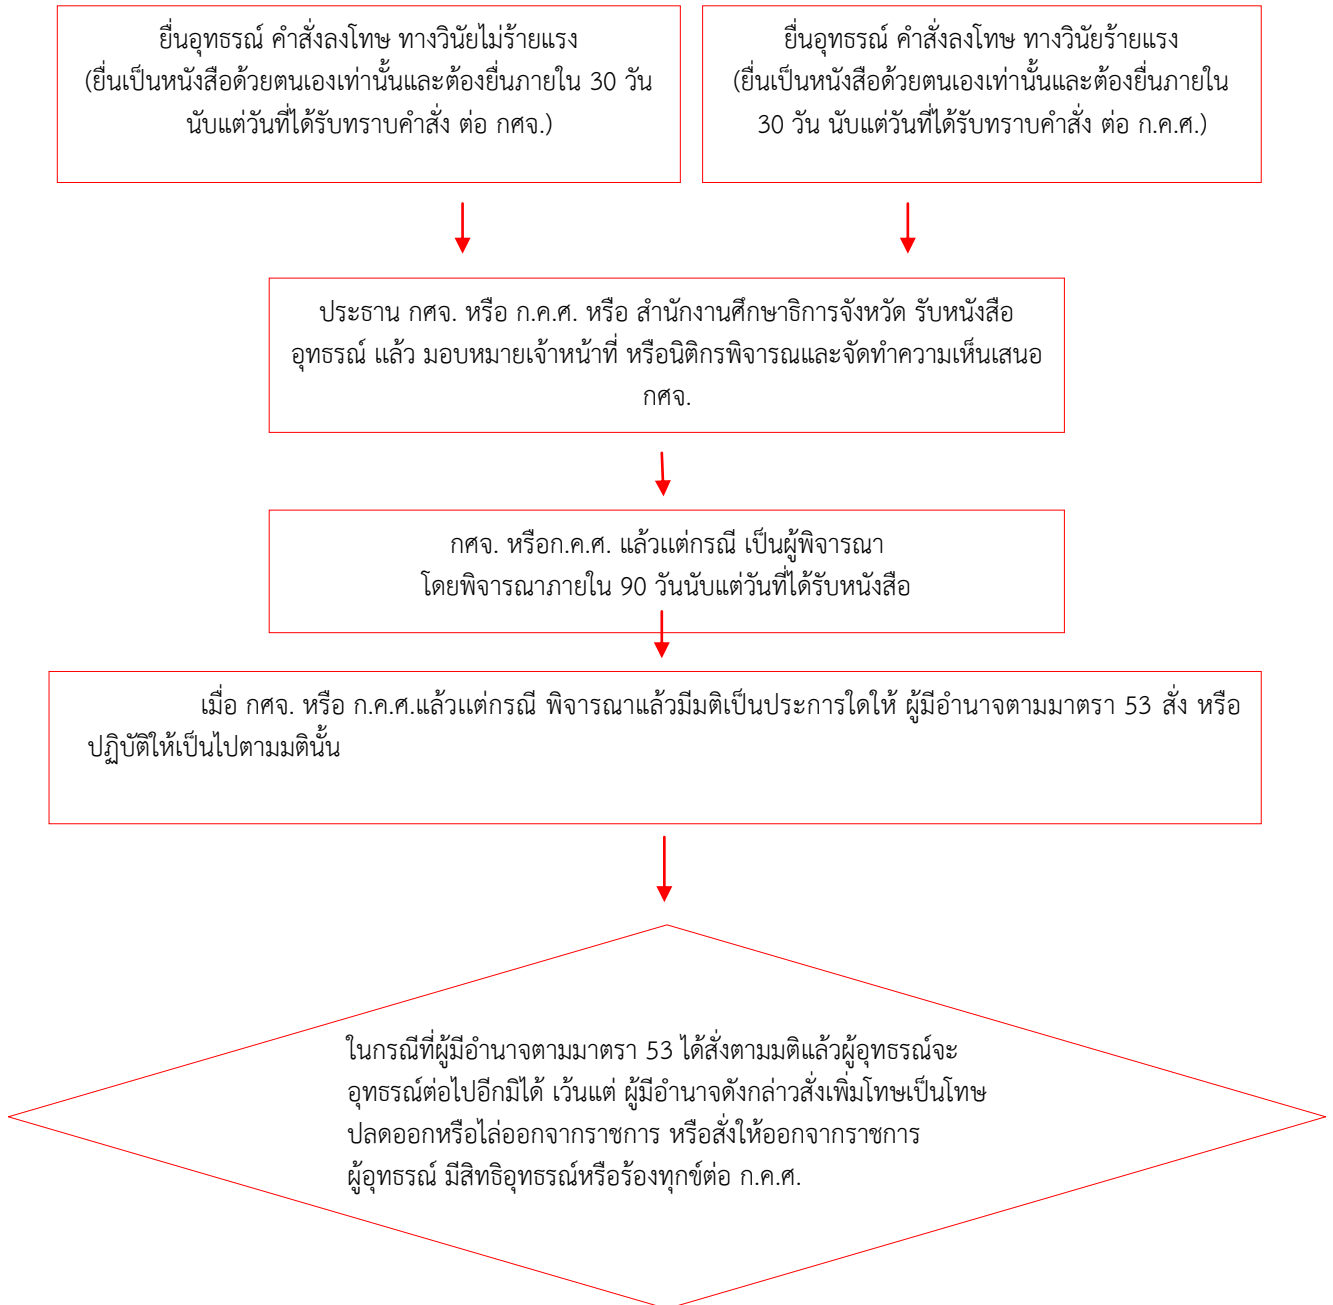 ยื่นอุทธรณ์ คำสั่งลงโทษ ทางวินัยไม่ร้ายแรง
(ยื่นเป็นหนังสือด้วยตนเองเท่านั้นและต้องยื่นภายใน 30 วัน
นับแต่วันที่ได้รับทราบคำสั่ง ต่อ กศจ.)
ยื่นอุทธรณ์ คำสั่งลงโทษ ทางวินัยร้ายแรง
(ยื่นเป็นหนังสือด้วยตนเองเท่านั้นและต้องยื่นภายใน
30 วัน นับแต่วันที่ได้รับทราบคำสั่ง ต่อ ก.ค.ศ.)
ประธาน กศจ. หรือ ก.ค.ศ. หรือ สำนักงานศึกษาธิการจังหวัด รับหนังสือ
อุทธรณ์ แล้ว มอบหมายเจ้าหน้าที่ หรือนิติกรพิจารณและจัดทำความเห็นเสนอ
กศจ.
กศจ. หรือก.ค.ศ. แล้วแต่กรณี เป็นผู้พิจารณา
โดยพิจารณาภายใน 90 วันนับแต่วันที่ได้รับหนังสือ
เมื่อ กศจ. หรือ ก.ค.ศ.แล้วแต่กรณี พิจารณาแล้วมีมติเป็นประการใดให้ ผู้มีอำนาจตามมาตรา 53 สั่ง หรือ
ปฏิบัติให้เป็นไปตามมตินั้น
ในกรณีที่ผู้มีอำนาจตามมาตรา 53 ได้สั่งตามมติแล้วผู้อุทธรณ์จะ
อุทธรณ์ต่อไปอีกมิได้ เว้นแต่ ผู้มีอำนาจดังกล่าวสั่งเพิ่มโทษเป็นโทษ
ปลดออกหรือไล่ออกจากราชการ หรือสั่งให้ออกจากราชการ
ผู้อุทธรณ์ มีสิทธิอุทธรณ์หรือร้องทุกข์ต่อ ก.ค.ศ.